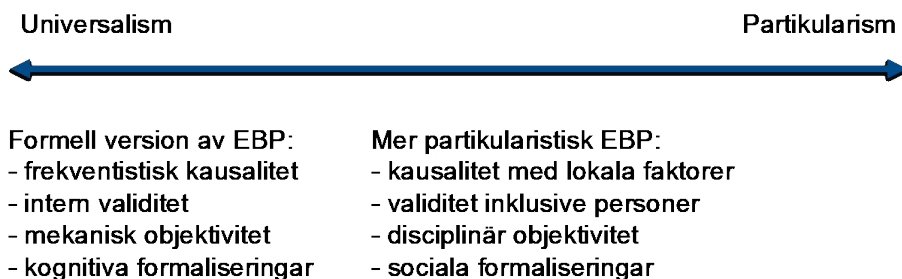 Universalism Partikularism
Formell version av EBP:
- frekventistisk kausalitet
- intern validitet
- mekanisk objektivitet
- kognitiva formaliseringar
Mer partikularistisk EBP:
- kausalitet med lokala faktorer
- validitet inklusive personer
- disciplinär objektivitet
- sociala formaliseringar